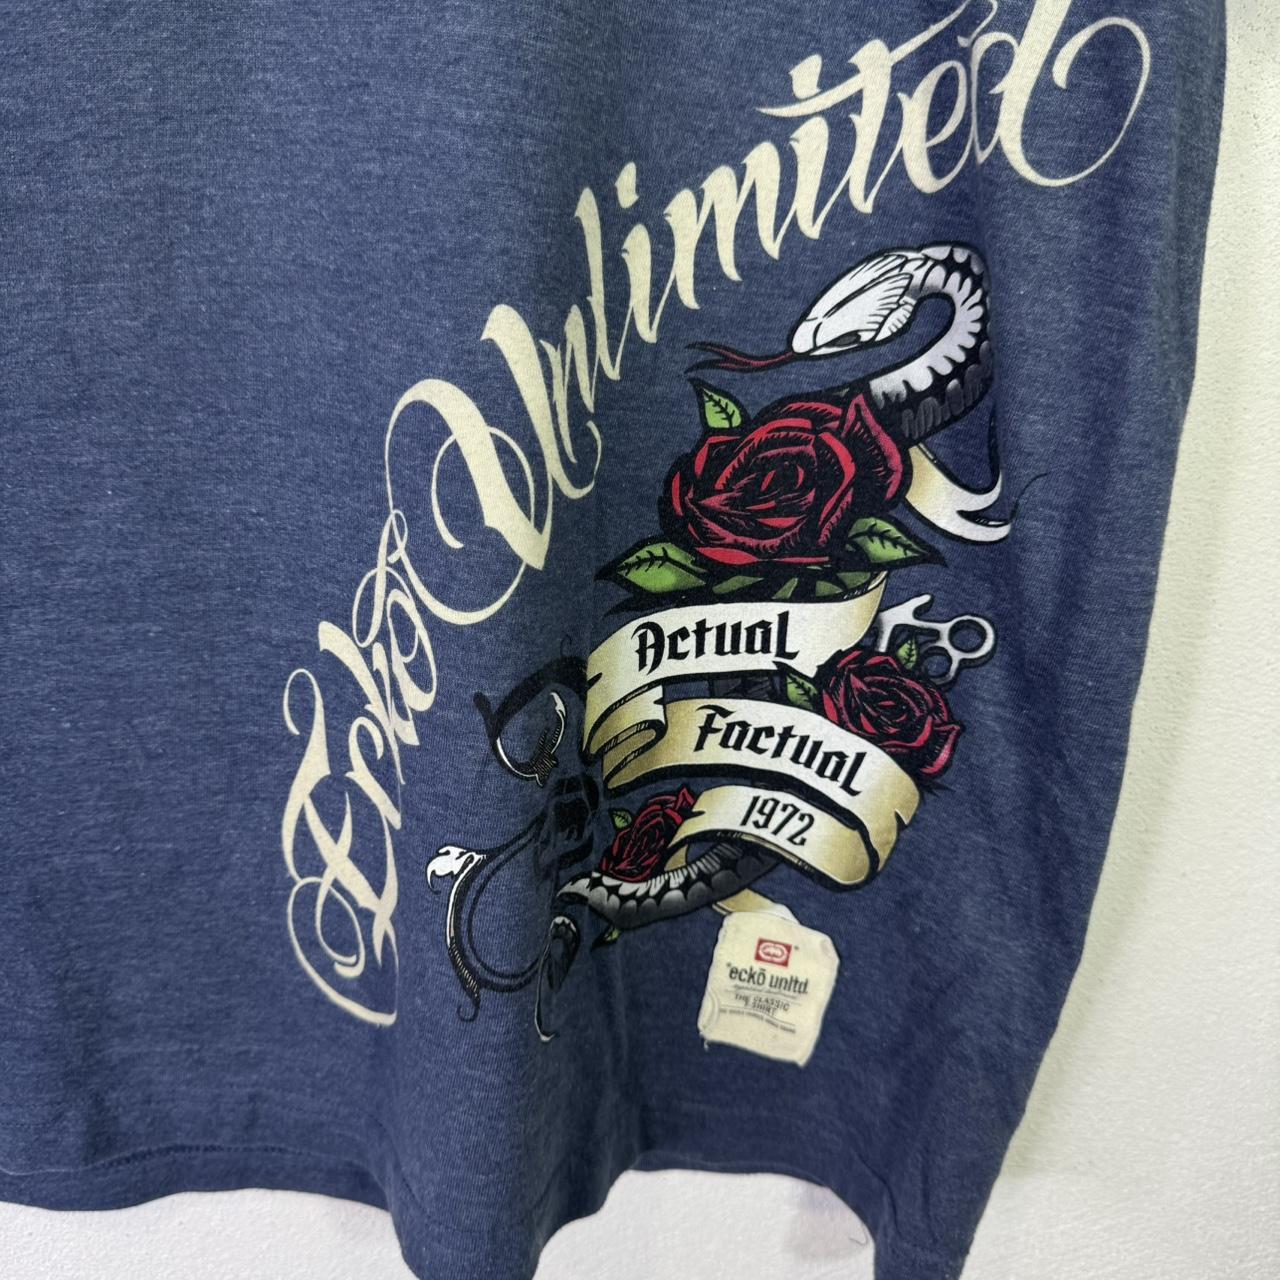 Ecko Unlimited
Actual
Factual
1972
"ecko unltd.
THE CLASSIC
T-SHIRT